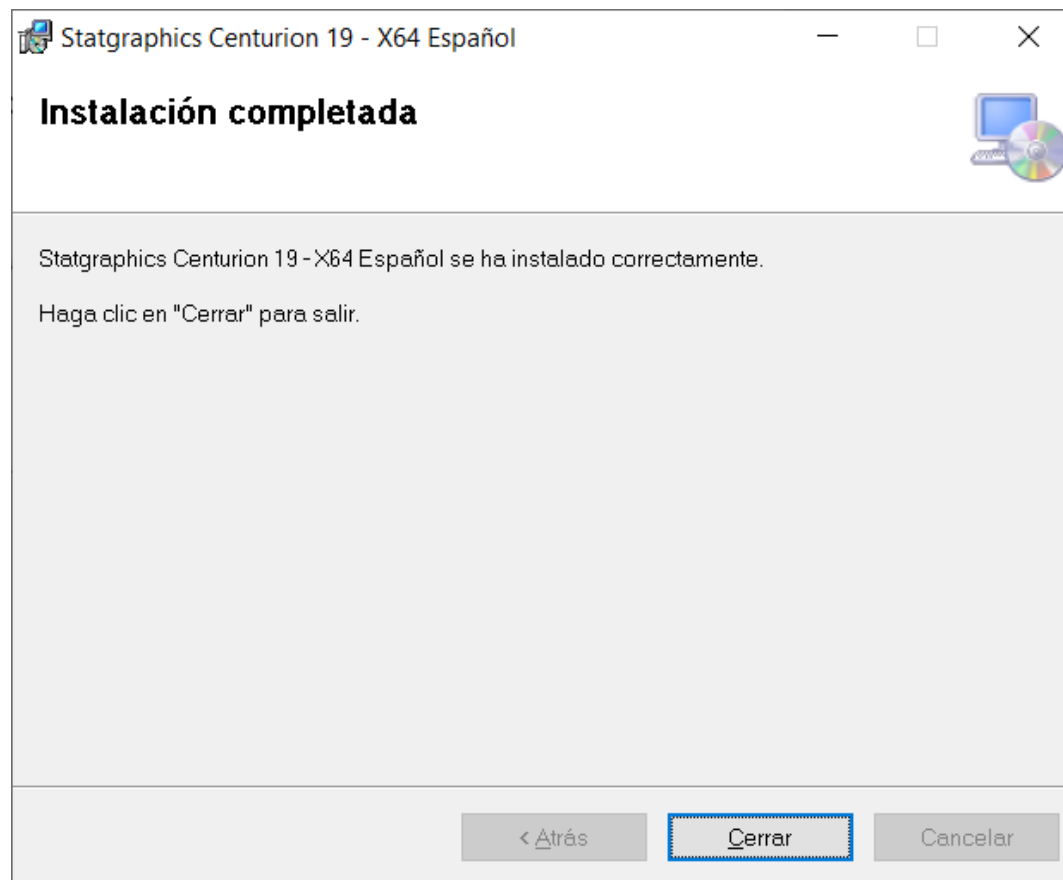 Statgraphics Centurion 19 - X64 Español
Instalación completada
Statgraphics Centurion 19 - X64 Español se ha instalado correctamente.
Haga clic en "Cerrar" para salir.
< Atrás
Cerrar
Cancelar